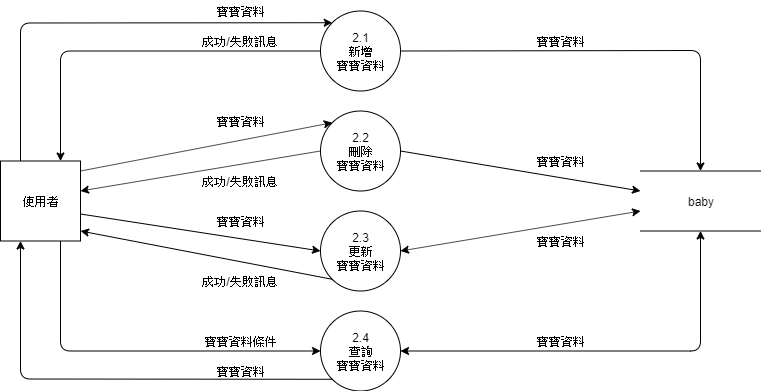 寶寶資料
2.1
新增
寶寶資料
成功/失敗訊息
寶寶資料
寶寶資料
2.2
刪除
寶寶資料
成功/失敗訊息
寶寶資料
使用者
baby
寶寶資料
2.3
更新
寶寶資料
寶寶資料
成功/失敗訊息
寶寶資料條件
2.4
查詢
寶寶資料
寶寶資料
寶寶資料